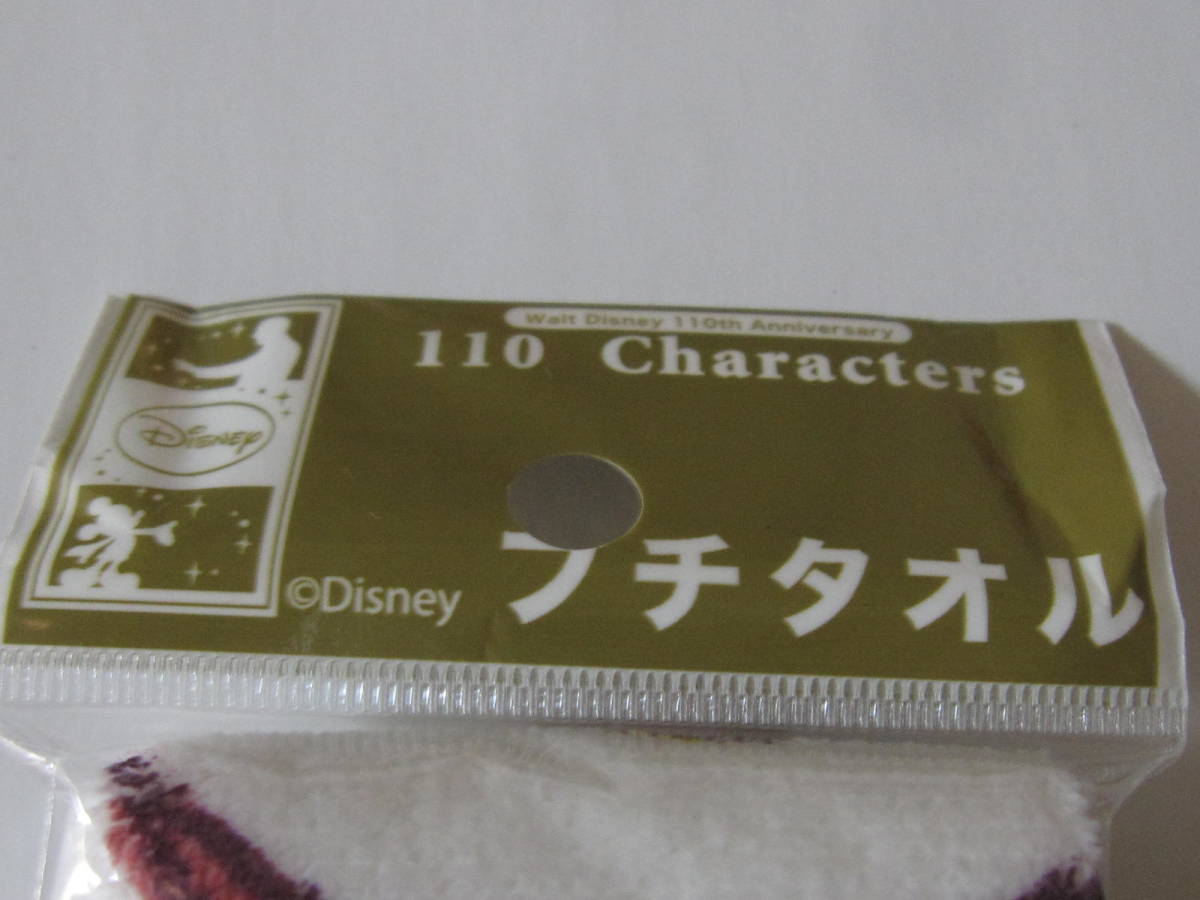 Walt Disney 110th Anniversary
110 Characters
Disney
©Disney
プチタオル